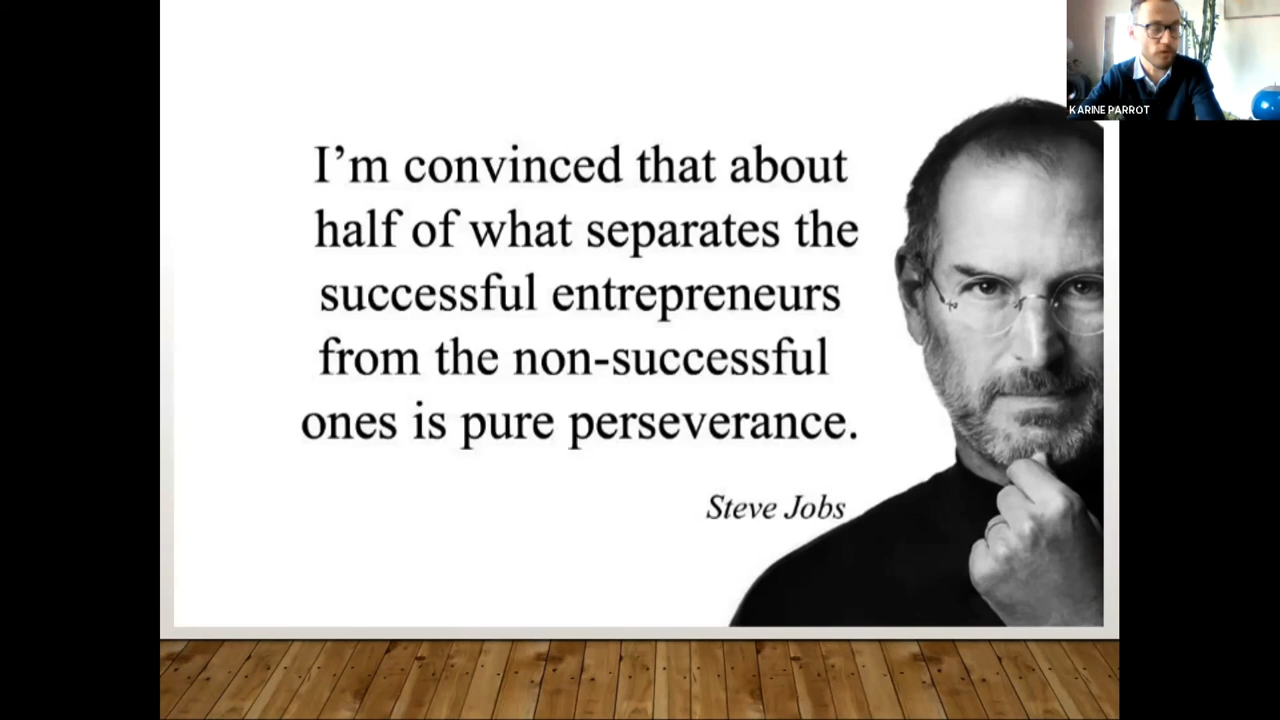 I’m convinced that about
half of what separates the
successful entrepreneurs
from the non-successful
ones is pure perseverance.
Steve Jobs
KARINE PARROT